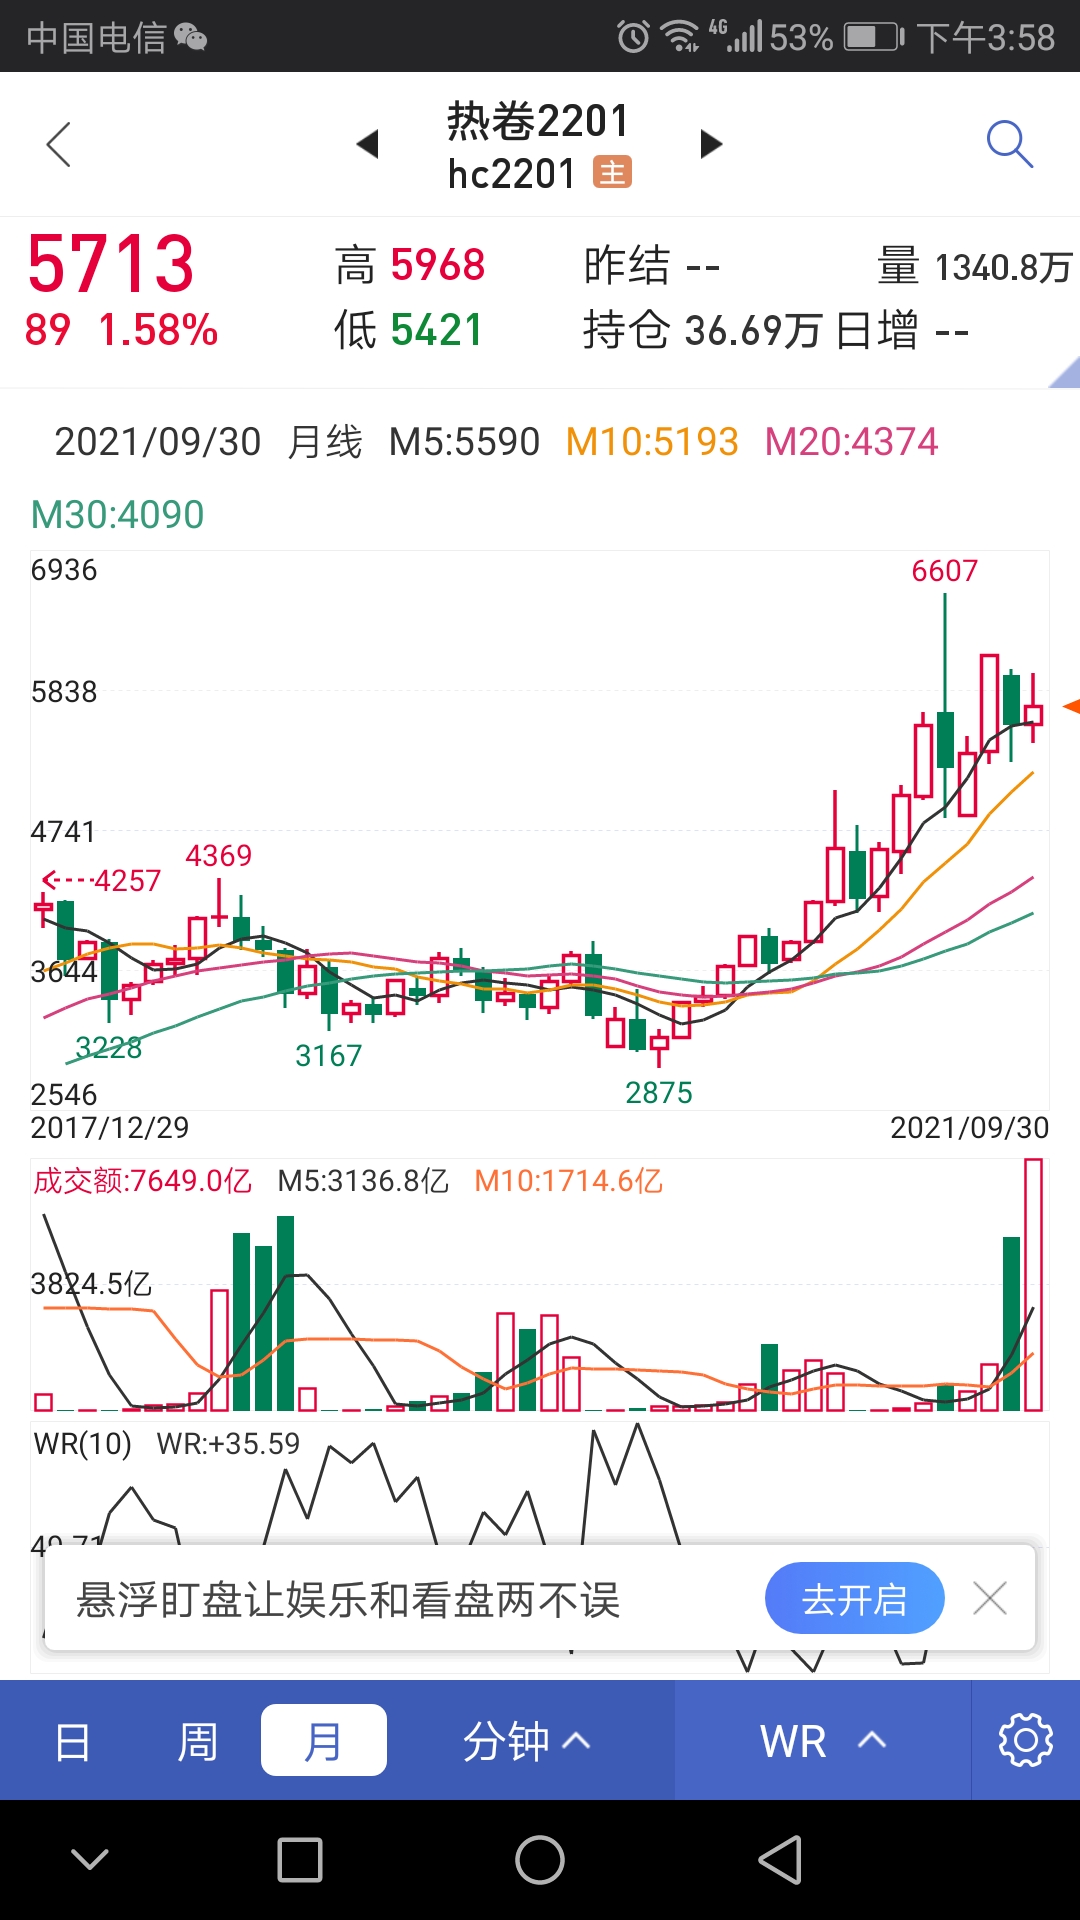 中国电信 4G 53% 下午3:58
热卷2201
hc2201 主
5713 高 5968 昨结 -- 量 1340.8万
89 1.58% 低 5421 持仓 36.69万 日增 --
2021/09/30 月线 M5:5590 M10:5193 M20:4374
M30:4090
6936
6607
5838
4741
4369
4257
3644
3228
3167
2875
2546
2017/12/29 2021/09/30
成交额:7649.0亿 M5:3136.8亿 M10:1714.6亿
3824.5亿
WR(10) WR:+35.59
49.71
悬浮盯盘让娱乐和看盘两不误 去开启
日 周 月 分钟 WR